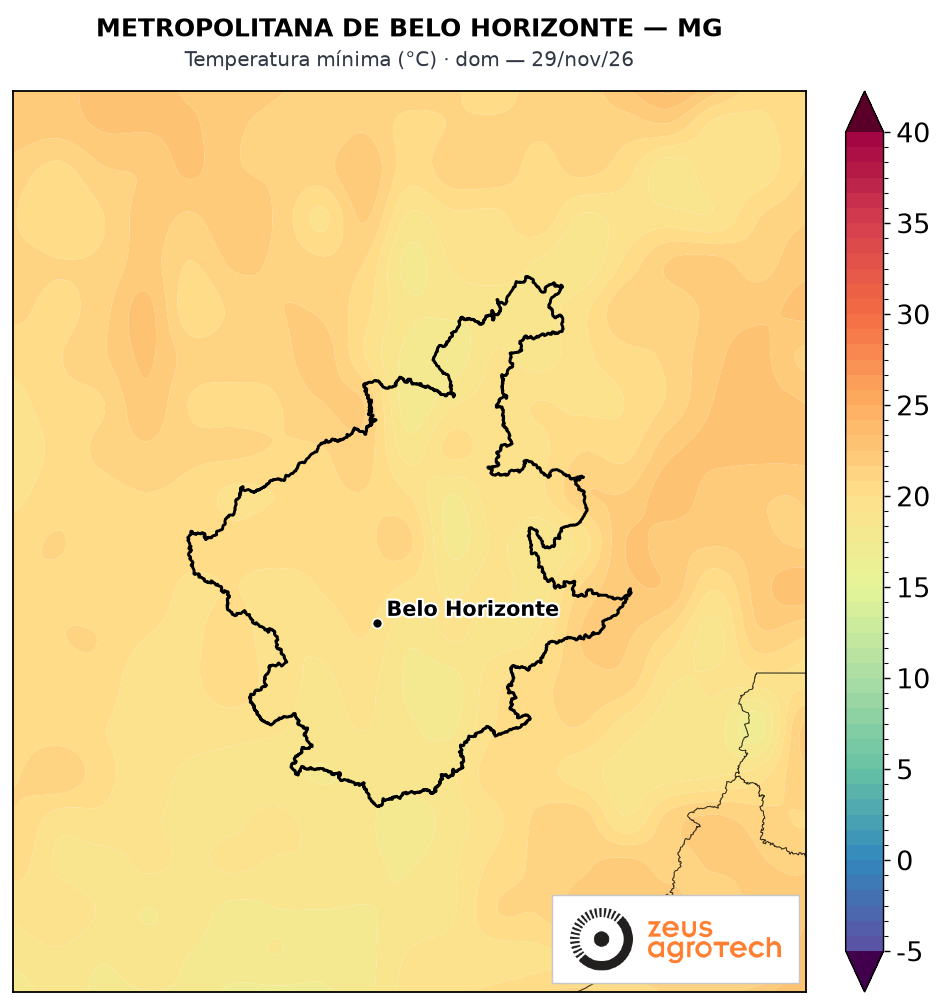 METROPOLITANA DE BELO HORIZONTE — MG
Temperatura mínima (°C) · dom — 29/nov/26
40
35
30
25
20
15
10
5
0
-5
Belo Horizonte
zeus
agrotech